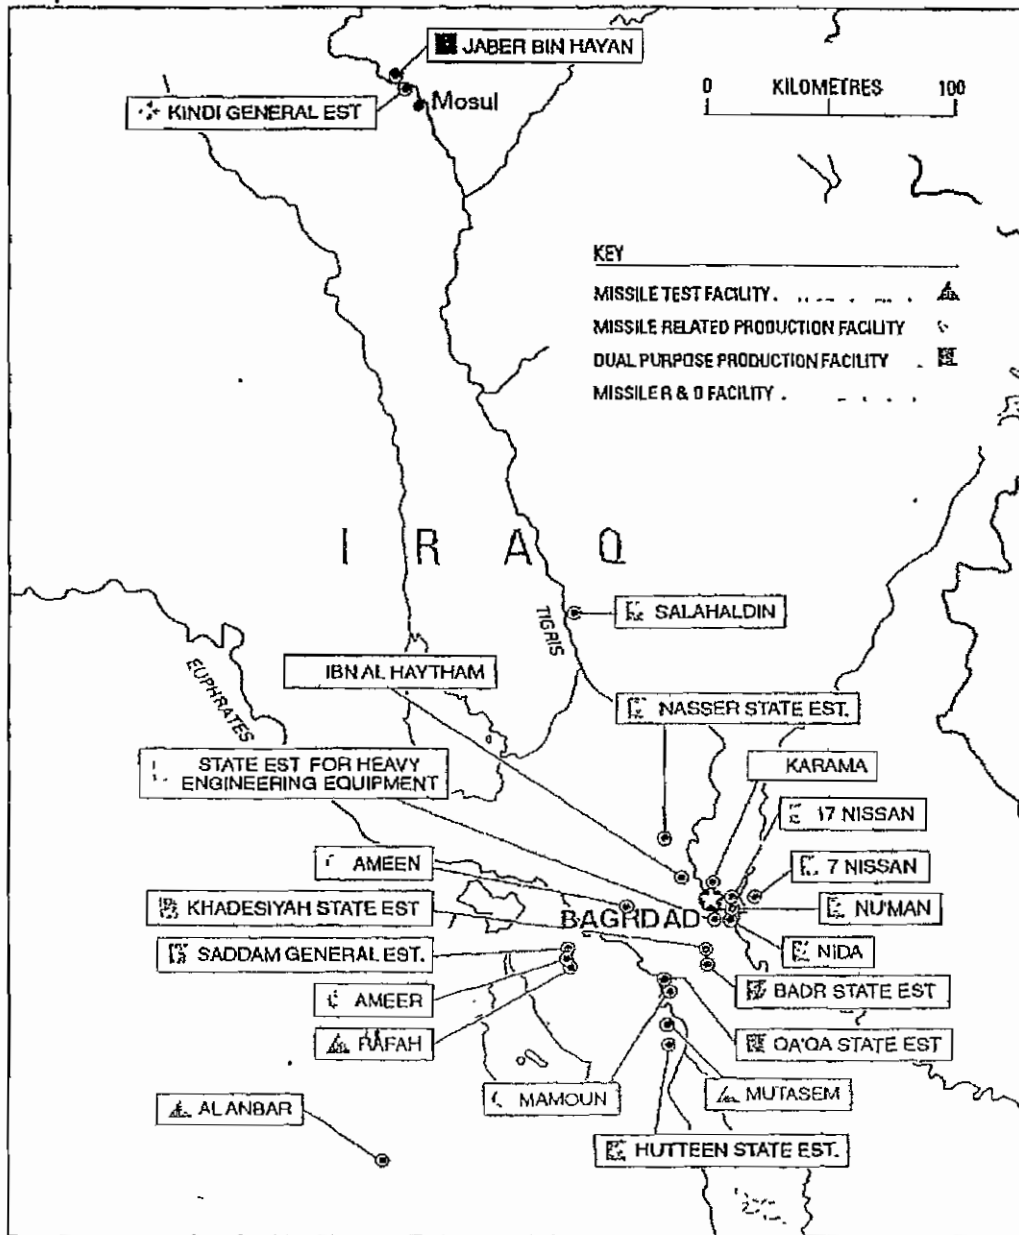 JABER BIN HAYAN
KINDI GENERAL EST
Mosul
0 KILOMETRES 100
KEY
MISSILE TEST FACILITY
MISSILE RELATED PRODUCTION FACILITY
DUAL PURPOSE PRODUCTION FACILITY
MISSILE R & D FACILITY
I R A Q
TIGRIS
SALAHALDIN
EUPHRATES
IBN AL HAYTHAM
NASSER STATE EST.
STATE EST FOR HEAVY
ENGINEERING EQUIPMENT
KARAMA
17 NISSAN
AMEEN
7 NISSAN
KHADESIYAH STATE EST
BAGHDAD
NU'MAN
SADDAM GENERAL EST.
NIDA
AMEER
BADR STATE EST
RAFAH
QA'QA STATE EST
MAMOUN
MUTASEM
AL ANBAR
HUTTEEN STATE EST.